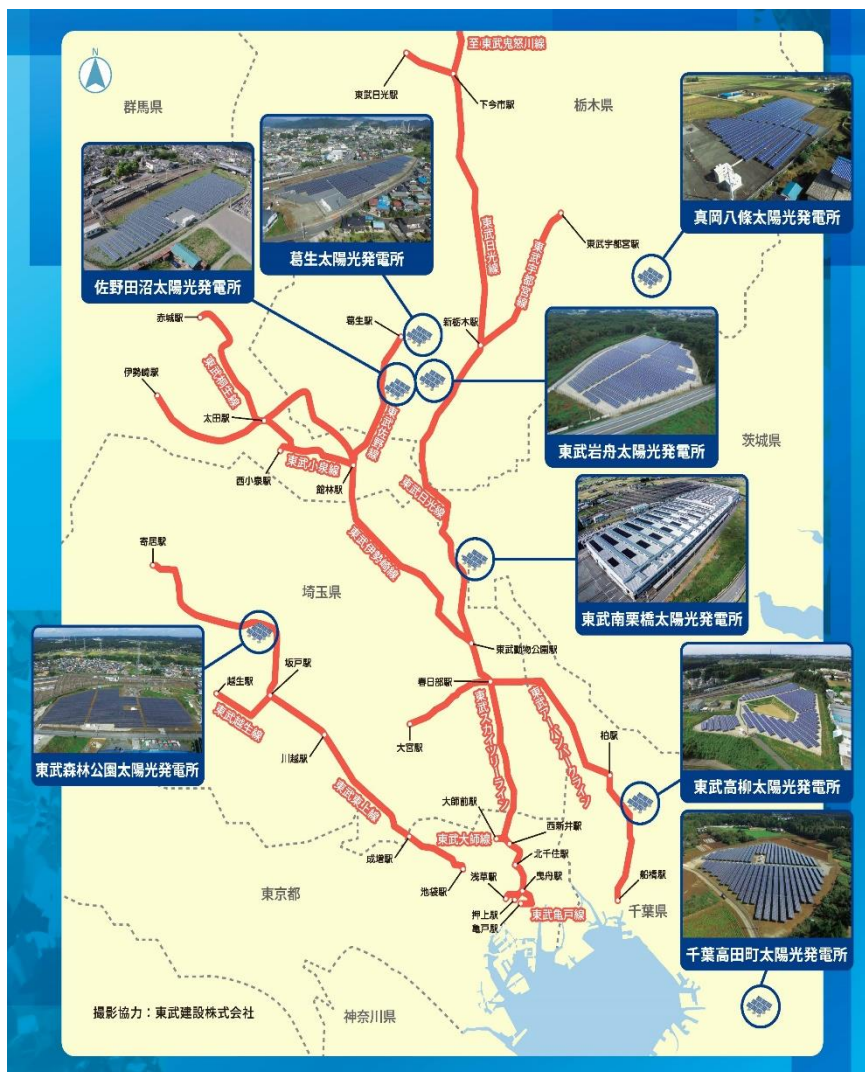 N
至 東武鬼怒川線
東武日光駅
下今市駅
群馬県
栃木県
真岡八條太陽光発電所
葛生太陽光発電所
佐野田沼太陽光発電所
東武日光線
東武宇都宮線
東武宇都宮駅
赤城駅
葛生駅
新栃木駅
伊勢崎駅
東武桐生線
太田駅
東武佐野線
東武小泉線
西小泉駅
館林駅
東武岩舟太陽光発電所
茨城県
東武日光線
東武伊勢崎線
寄居駅
埼玉県
東武南栗橋太陽光発電所
東武動物公園駅
坂戸駅
越生駅
東武越生線
春日部駅
東武森林公園太陽光発電所
川越駅
大宮駅
東武スカイツリーライン
東武アーバンパークライン
柏駅
東武高柳太陽光発電所
東武東上線
大師前駅
東武大師線
西新井駅
成増駅
北千住駅
池袋駅
浅草駅
曳舟駅
押上駅
亀戸駅
東武亀戸線
船橋駅
東京都
千葉県
千葉高田町太陽光発電所
撮影協力：東武建設株式会社
神奈川県